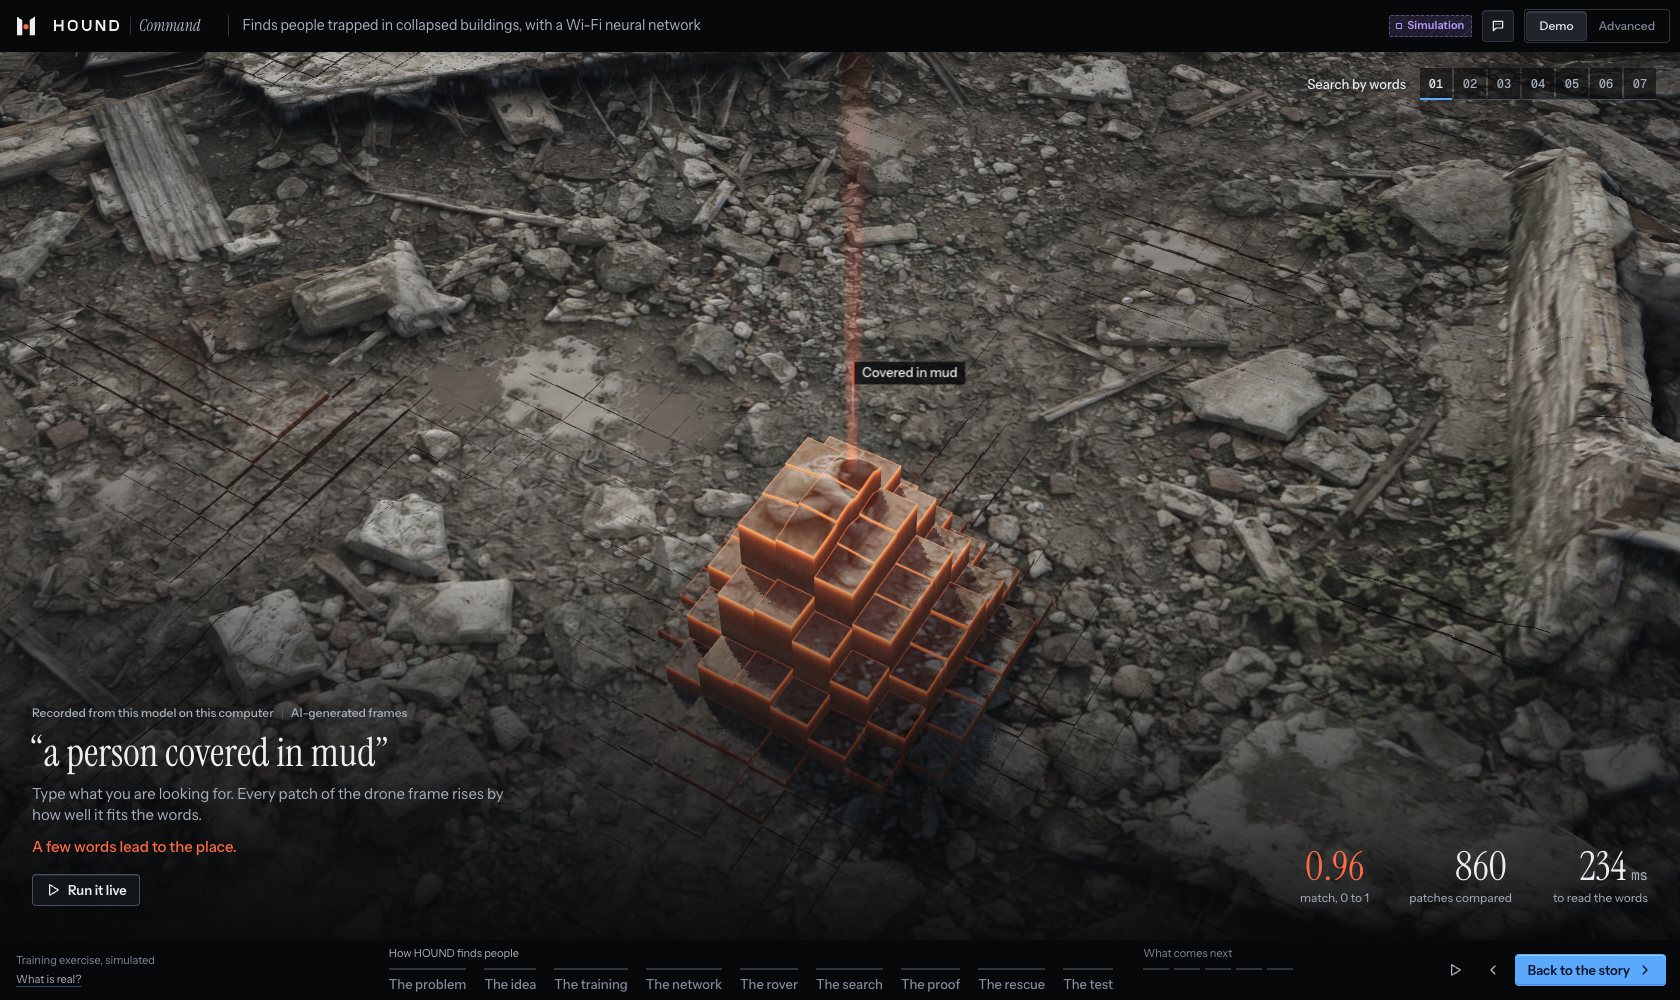 HOUND Command
Finds people trapped in collapsed buildings, with a Wi-Fi neural network
Simulation
Demo
Advanced
Search by words 01 02 03 04 05 06 07
Covered in mud
Recorded from this model on this computer
AI-generated frames
“a person covered in mud”
Type what you are looking for. Every patch of the drone frame rises by
how well it fits the words.
A few words lead to the place.
Run it live
0.96
match, 0 to 1
860
patches compared
234 ms
to read the words
Training exercise, simulated
What is real?
How HOUND finds people
The problem
The idea
The training
The network
The rover
The search
The proof
The rescue
The test
What comes next
Back to the story